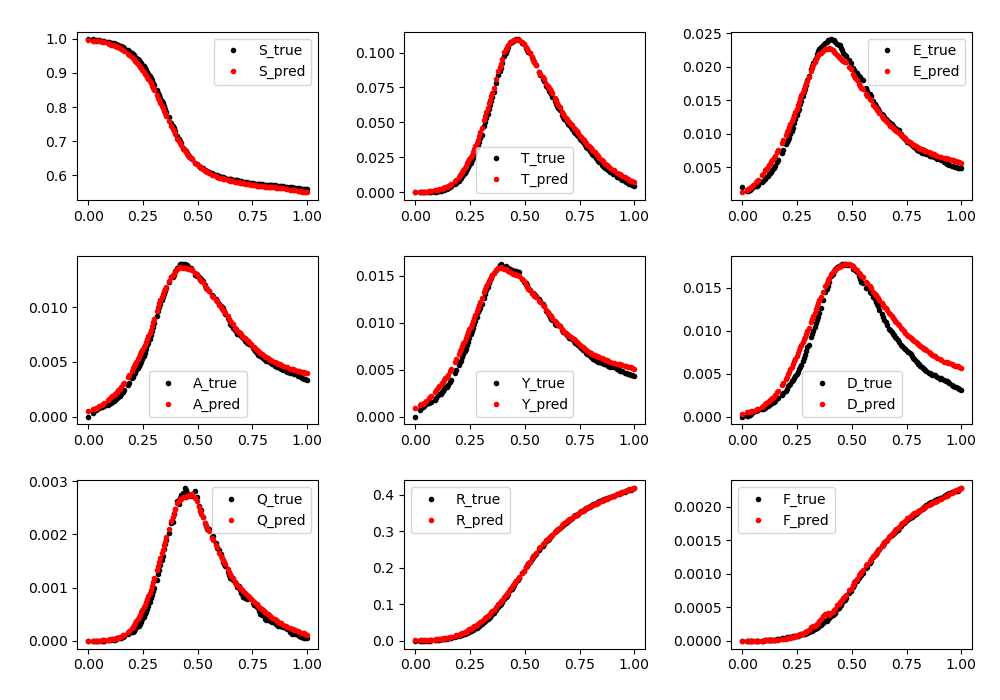 1.0
0.9
0.8
0.7
0.6
0.00 0.25 0.50 0.75 1.00
S_true
S_pred
0.100
0.075
0.050
0.025
0.000
0.00 0.25 0.50 0.75 1.00
T_true
T_pred
0.025
0.020
0.015
0.010
0.005
0.00 0.25 0.50 0.75 1.00
E_true
E_pred
0.010
0.005
0.000
0.00 0.25 0.50 0.75 1.00
A_true
A_pred
0.015
0.010
0.005
0.000
0.00 0.25 0.50 0.75 1.00
Y_true
Y_pred
0.015
0.010
0.005
0.000
0.00 0.25 0.50 0.75 1.00
D_true
D_pred
0.003
0.002
0.001
0.000
0.00 0.25 0.50 0.75 1.00
Q_true
Q_pred
0.4
0.3
0.2
0.1
0.0
0.00 0.25 0.50 0.75 1.00
R_true
R_pred
0.0020
0.0015
0.0010
0.0005
0.0000
0.00 0.25 0.50 0.75 1.00
F_true
F_pred